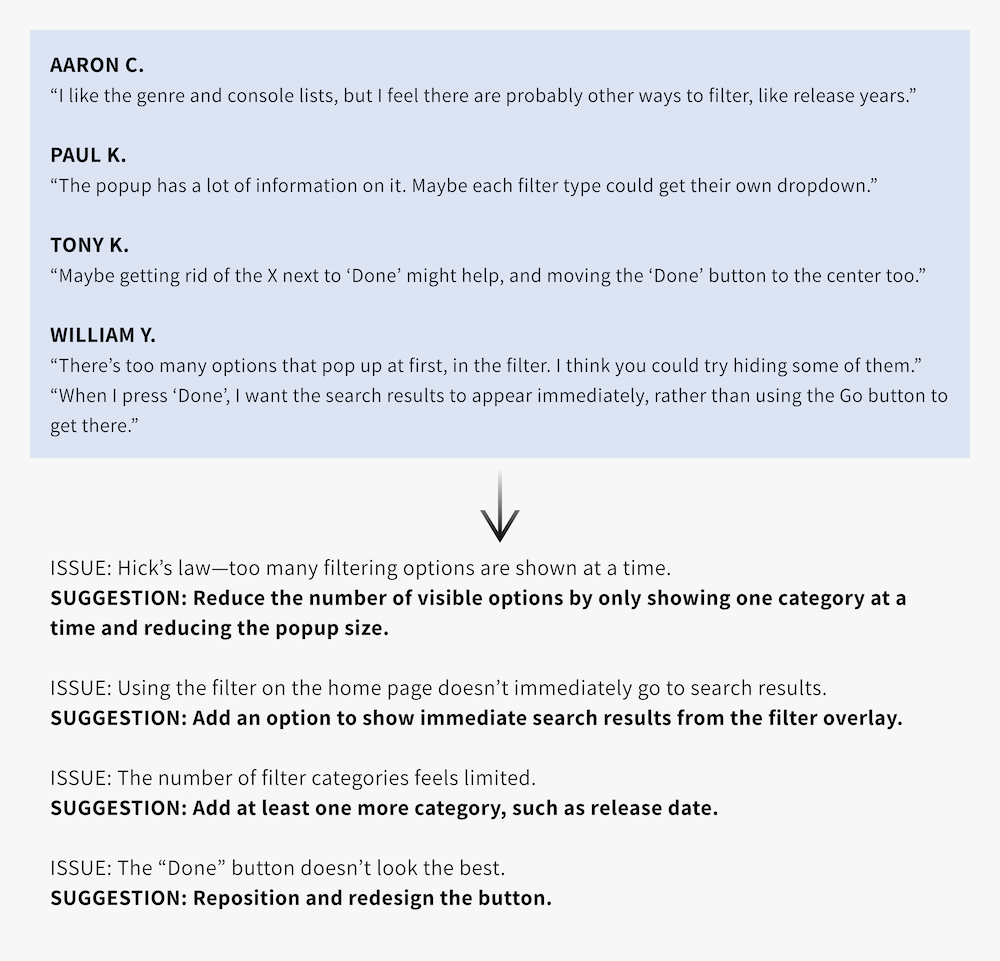 AARON C.
“I like the genre and console lists, but I feel there are probably other ways to filter, like release years.”
PAUL K.
“The popup has a lot of information on it. Maybe each filter type could get their own dropdown.”
TONY K.
“Maybe getting rid of the X next to ‘Done’ might help, and moving the ‘Done’ button to the center too.”
WILLIAM Y.
“There’s too many options that pop up at first, in the filter. I think you could try hiding some of them.”
“When I press ‘Done’, I want the search results to appear immediately, rather than using the Go button to
get there.”
ISSUE: Hick’s law—too many filtering options are shown at a time.
SUGGESTION: Reduce the number of visible options by only showing one category at a
time and reducing the popup size.
ISSUE: Using the filter on the home page doesn’t immediately go to search results.
SUGGESTION: Add an option to show immediate search results from the filter overlay.
ISSUE: The number of filter categories feels limited.
SUGGESTION: Add at least one more category, such as release date.
ISSUE: The “Done” button doesn’t look the best.
SUGGESTION: Reposition and redesign the button.